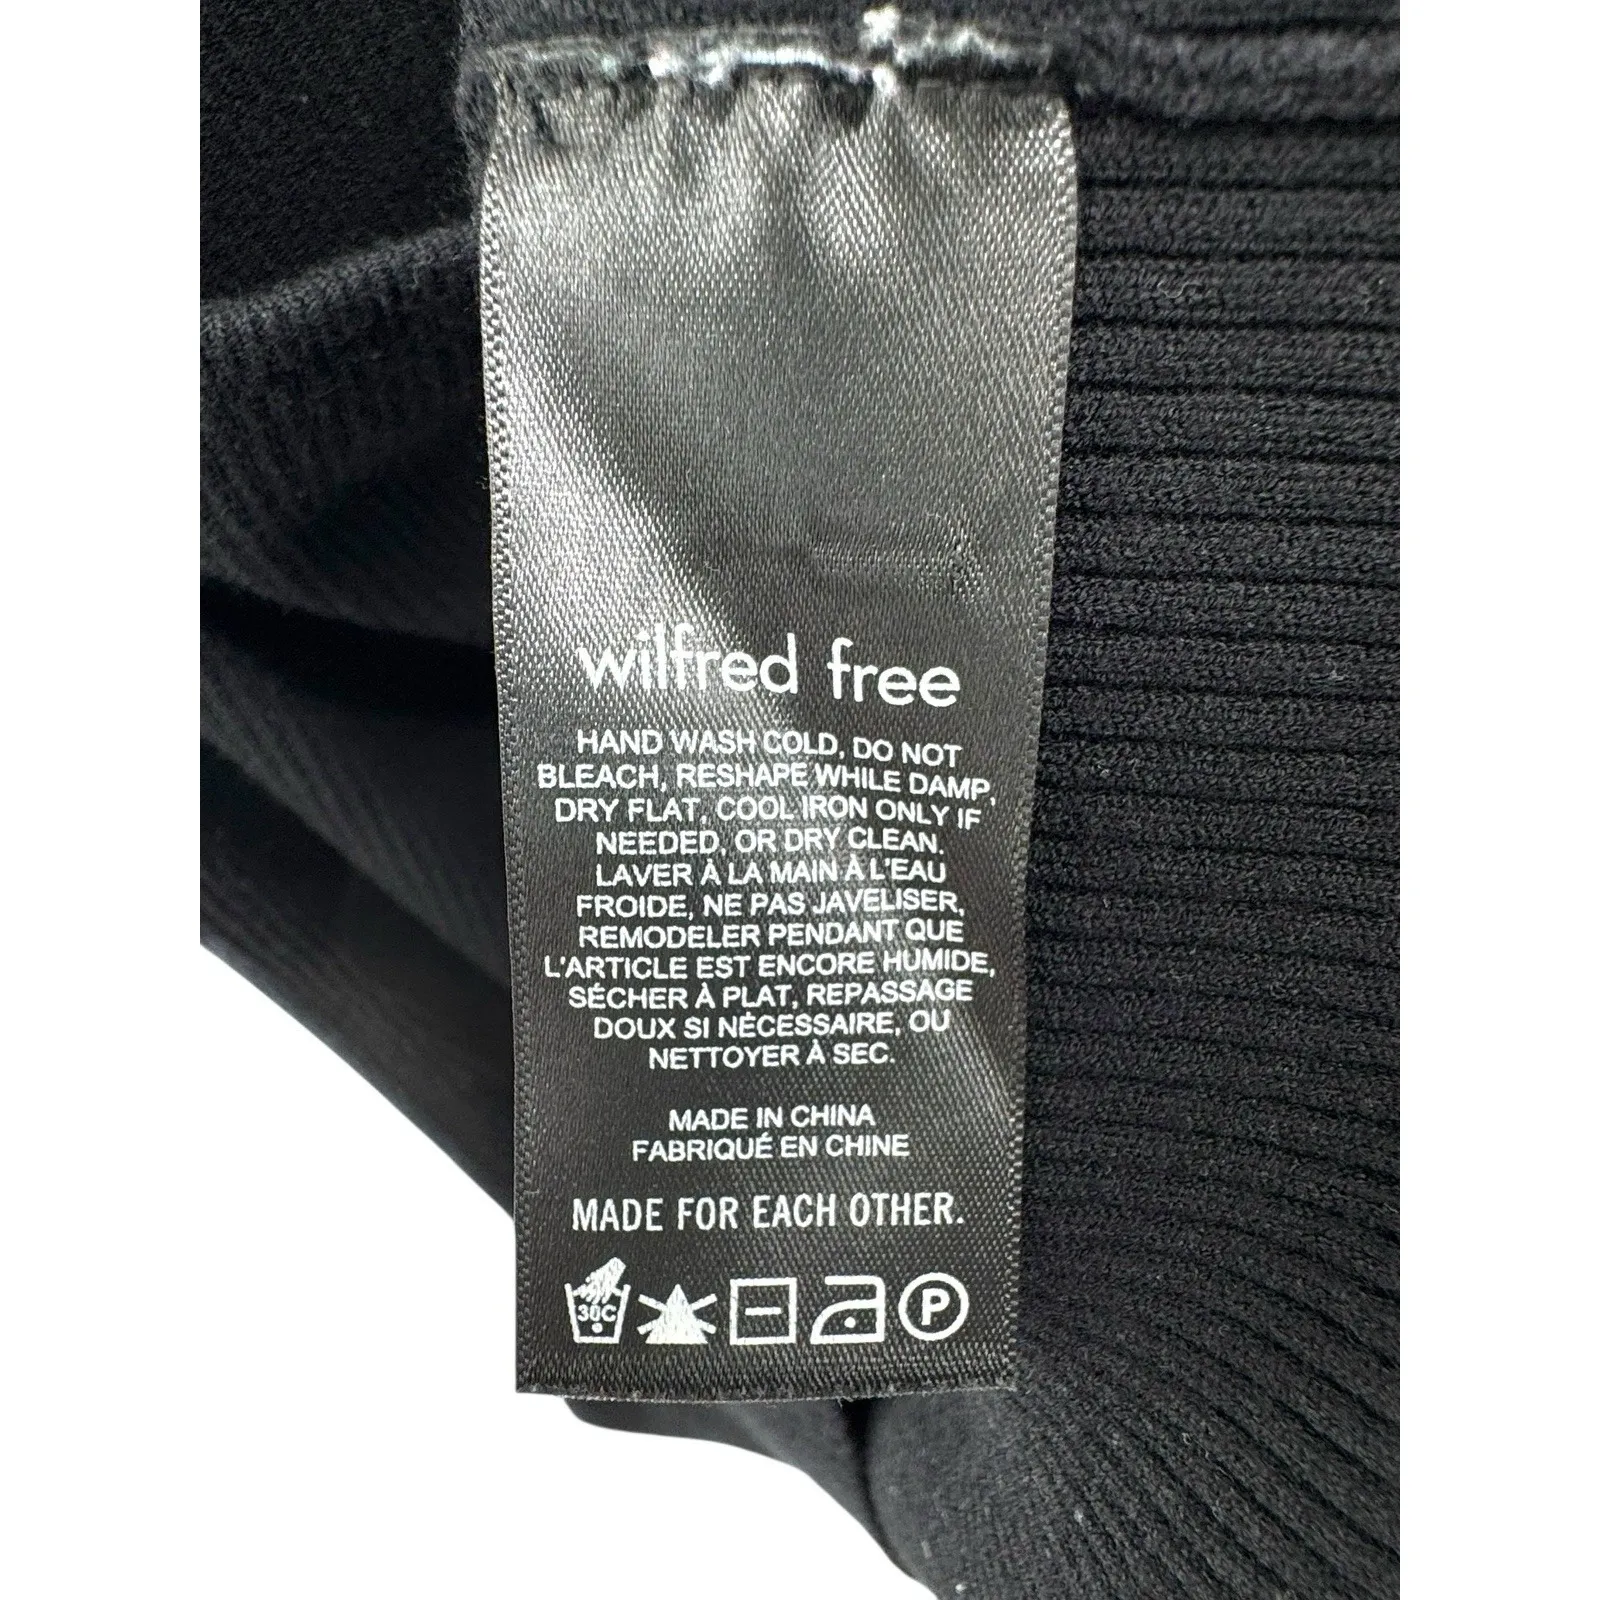 wilfred free
HAND WASH COLD, DO NOT
BLEACH, RESHAPE WHILE DAMP,
DRY FLAT, COOL IRON ONLY IF
NEEDED, OR DRY CLEAN.
LAVER À LA MAIN À L'EAU
FROIDE, NE PAS JAVELISER,
REMODELER PENDANT QUE
L'ARTICLE EST ENCORE HUMIDE,
SÉCHER À PLAT, REPASSAGE
DOUX SI NÉCESSAIRE, OU
NETTOYER À SEC.
MADE IN CHINA
FABRIQUÉ EN CHINE
MADE FOR EACH OTHER.
30C P